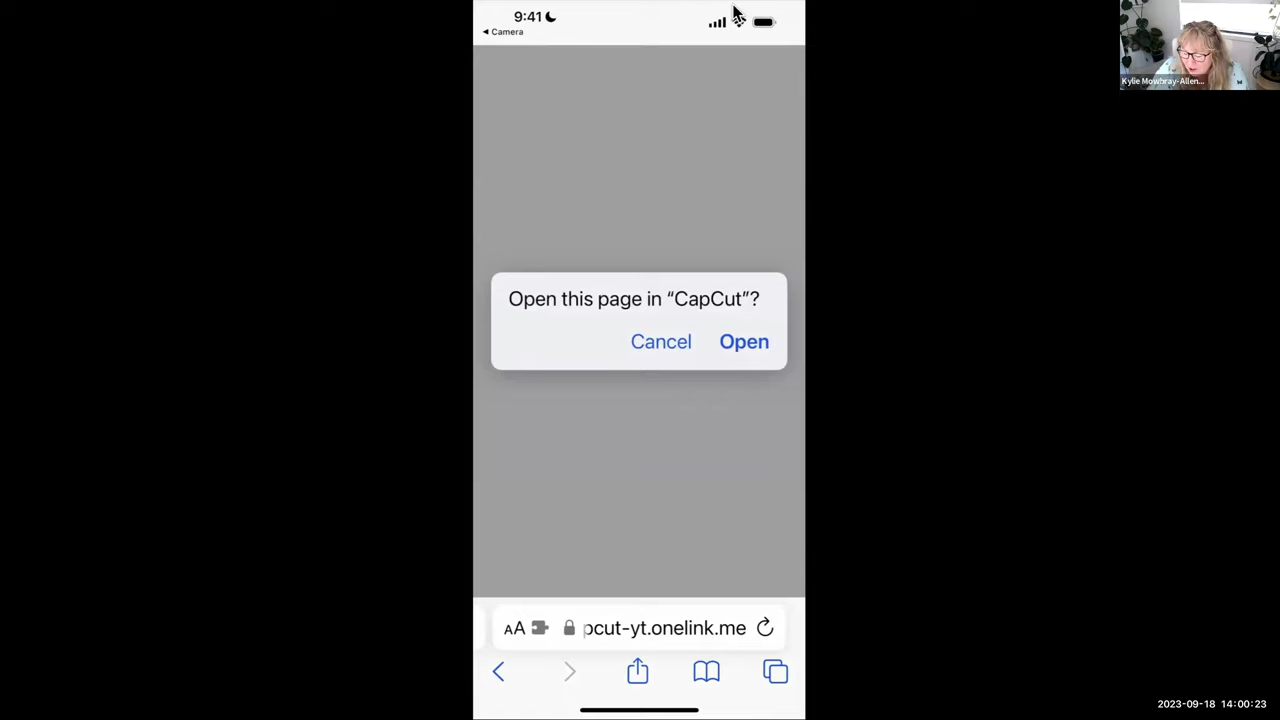 9:41
Camera
Kylie Mowbray-Allen...
Open this page in “CapCut”?
Cancel Open
AA pcut-yt.onelink.me
2023-09-18 14:00:23